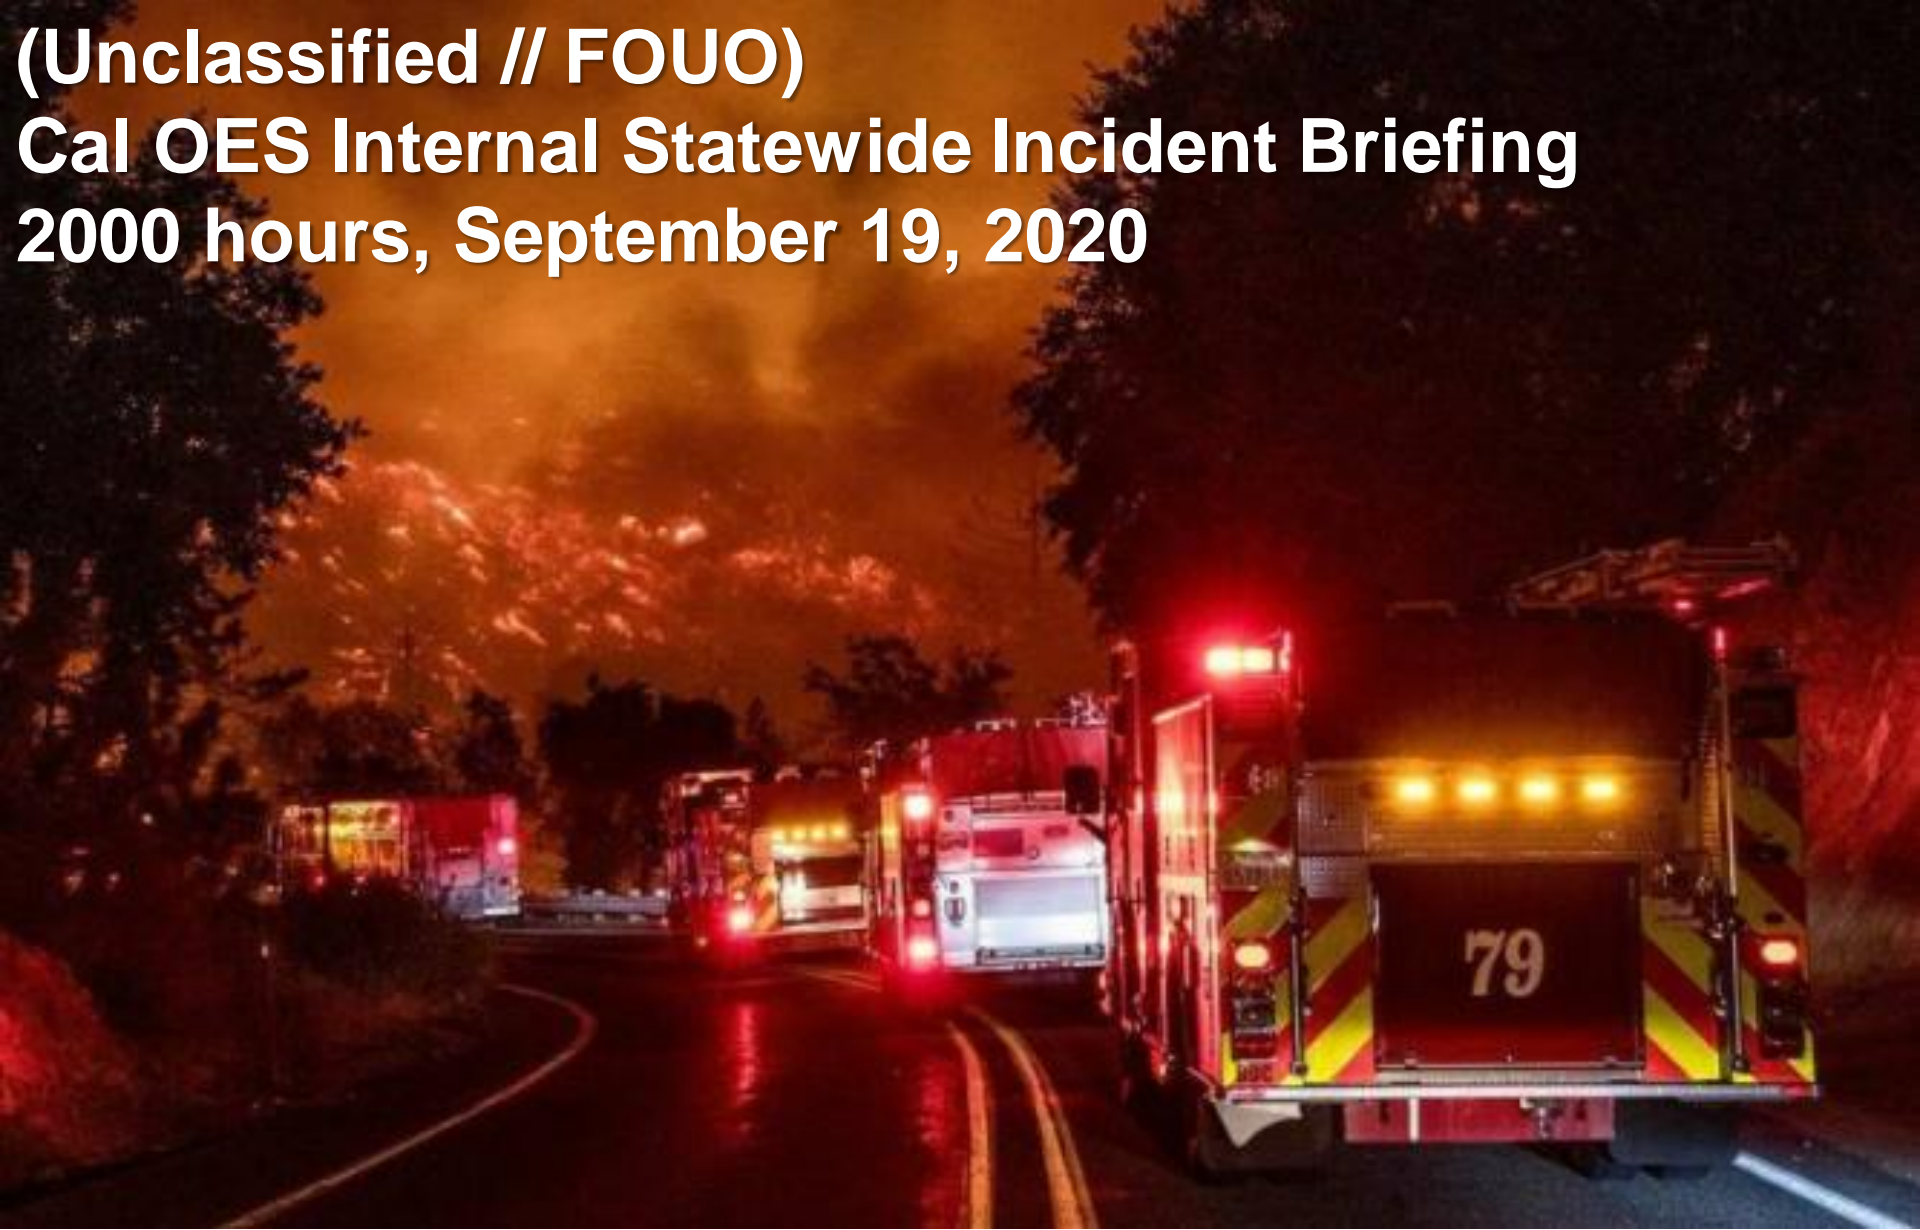 (Unclassified // FOUO)
Cal OES Internal Statewide Incident Briefing
2000 hours, September 19, 2020
79